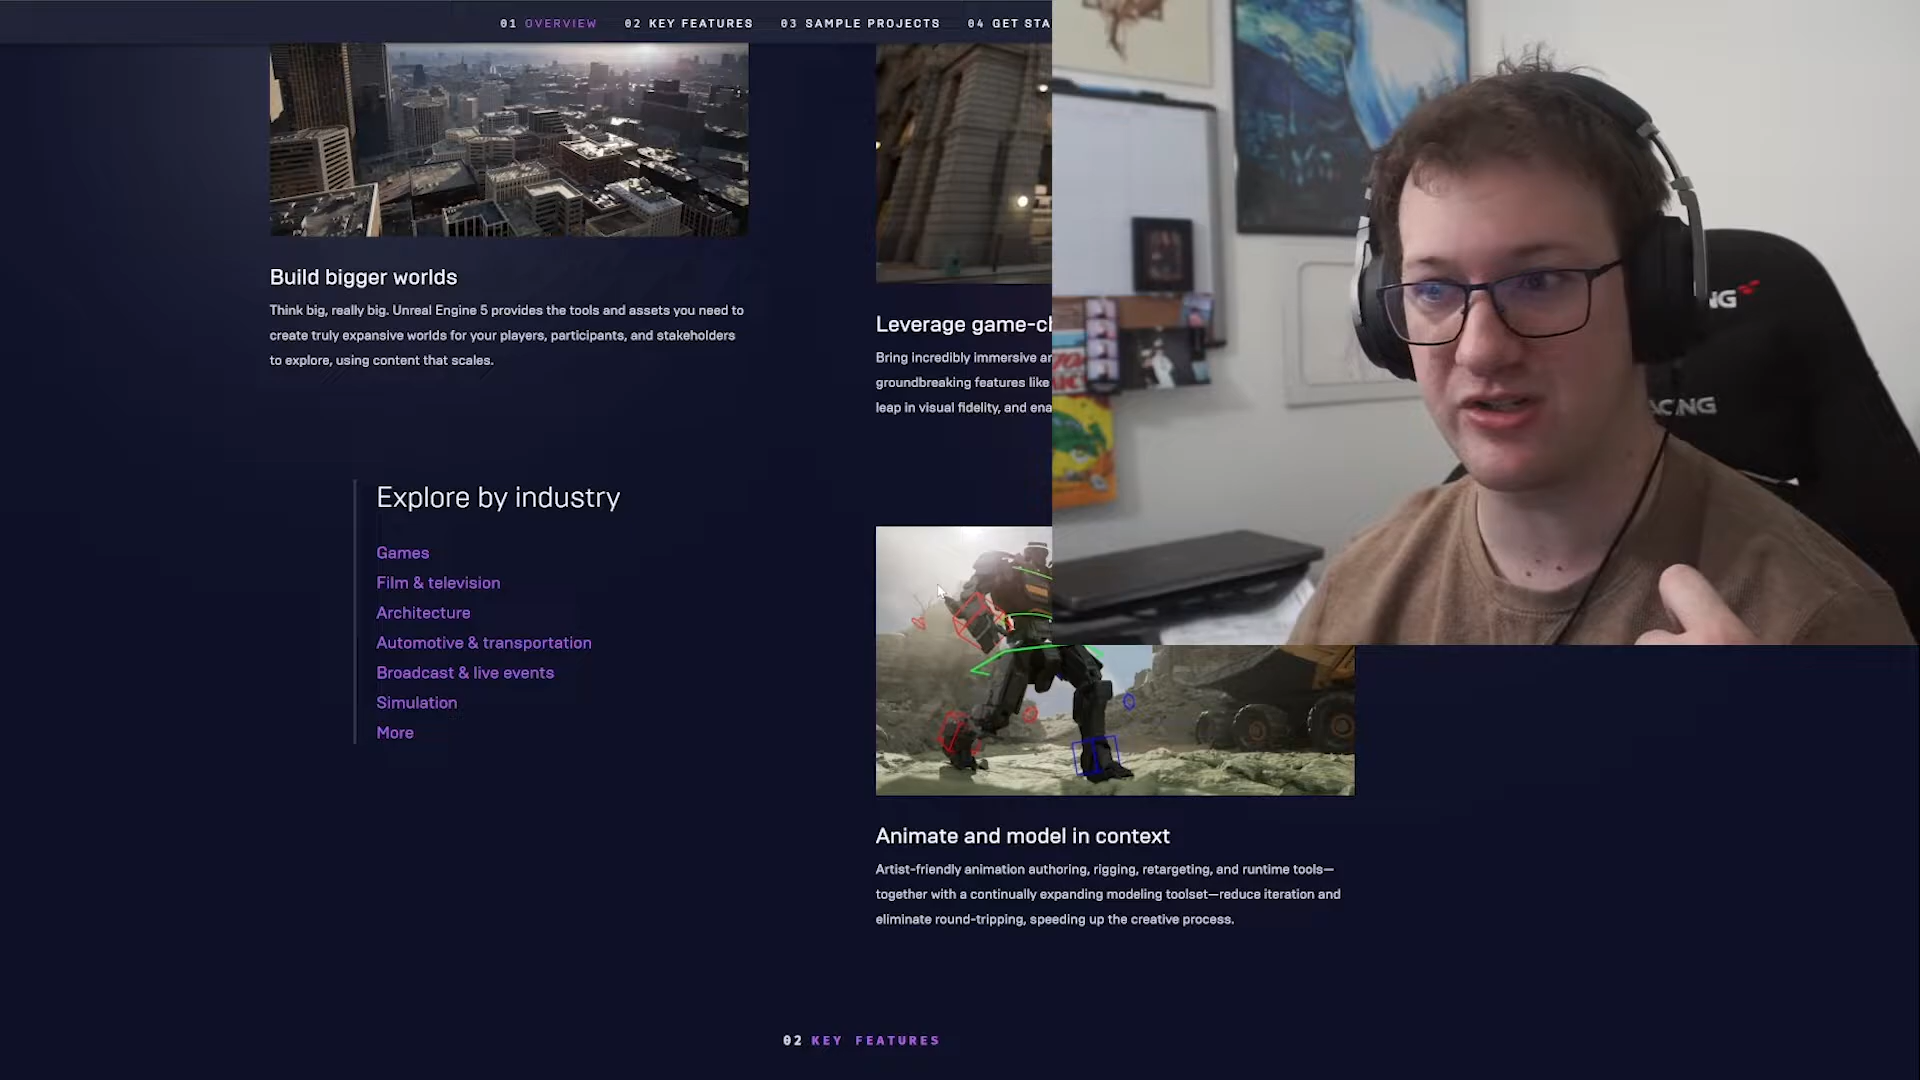 01 OVERVIEW 02 KEY FEATURES 03 SAMPLE PROJECTS 04 GET STA
Build bigger worlds
Think big, really big. Unreal Engine 5 provides the tools and assets you need to
create truly expansive worlds for your players, participants, and stakeholders
to explore, using content that scales.
Leverage game-ch
Bring incredibly immersive an
groundbreaking features like
leap in visual fidelity, and ena
Explore by industry
Games
Film & television
Architecture
Automotive & transportation
Broadcast & live events
Simulation
More
Animate and model in context
Artist-friendly animation authoring, rigging, retargeting, and runtime tools—
together with a continually expanding modeling toolset—reduce iteration and
eliminate round-tripping, speeding up the creative process.
02 KEY FEATURES
NG
ACING